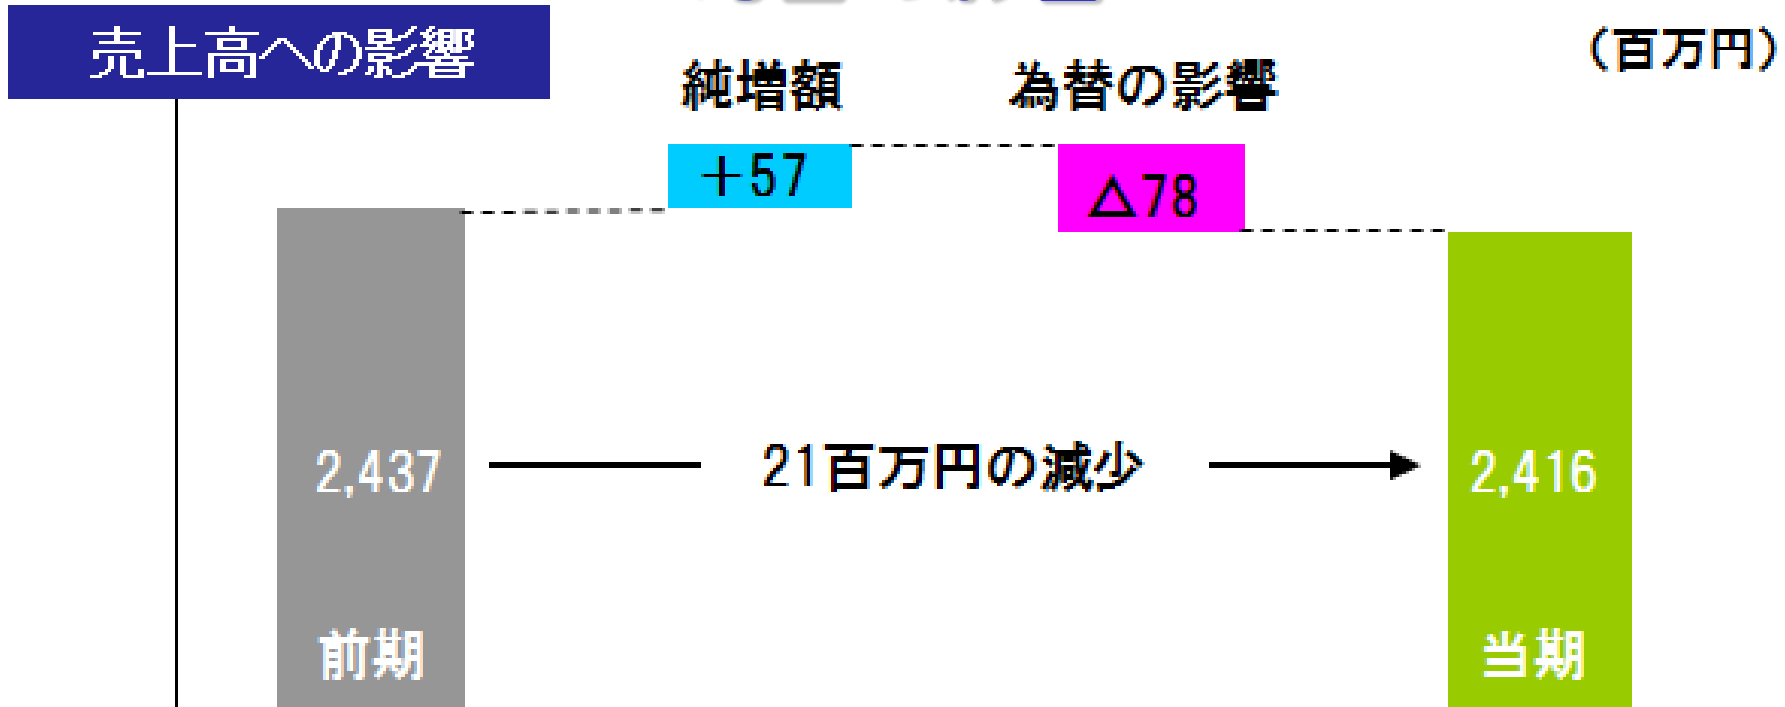 売上高への影響
(百万円)
純増額
為替の影響
+57
△78
2,437
21百万円の減少
2,416
前期
当期